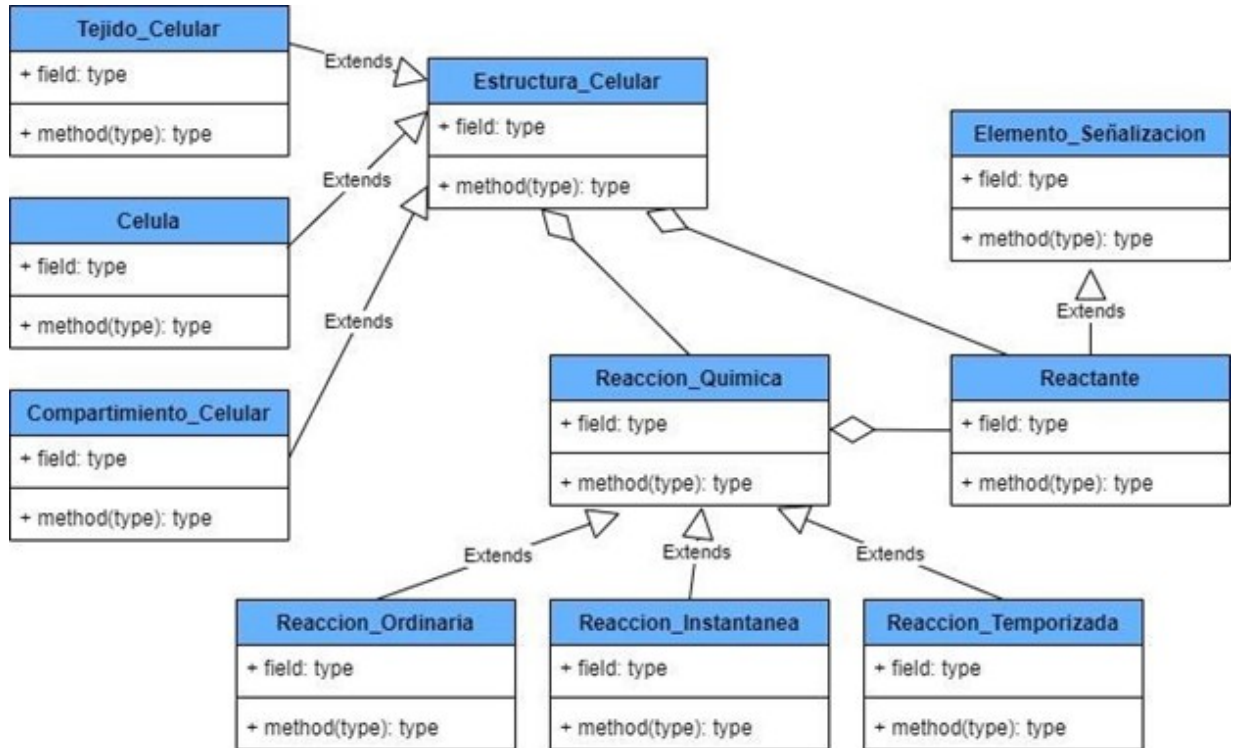 Tejido_Celular
+ field: type
+ method(type): type
Extends
Estructura_Celular
+ field: type
+ method(type): type
Elemento_Señalizacion
+ field: type
+ method(type): type
Extends
Celula
+ field: type
+ method(type): type
Extends
Extends
Compartimiento_Celular
+ field: type
+ method(type): type
Reaccion_Quimica
+ field: type
+ method(type): type
Reactante
+ field: type
+ method(type): type
Extends
Extends
Extends
Reaccion_Ordinaria
+ field: type
+ method(type): type
Reaccion_Instantanea
+ field: type
+ method(type): type
Reaccion_Temporizada
+ field: type
+ method(type): type